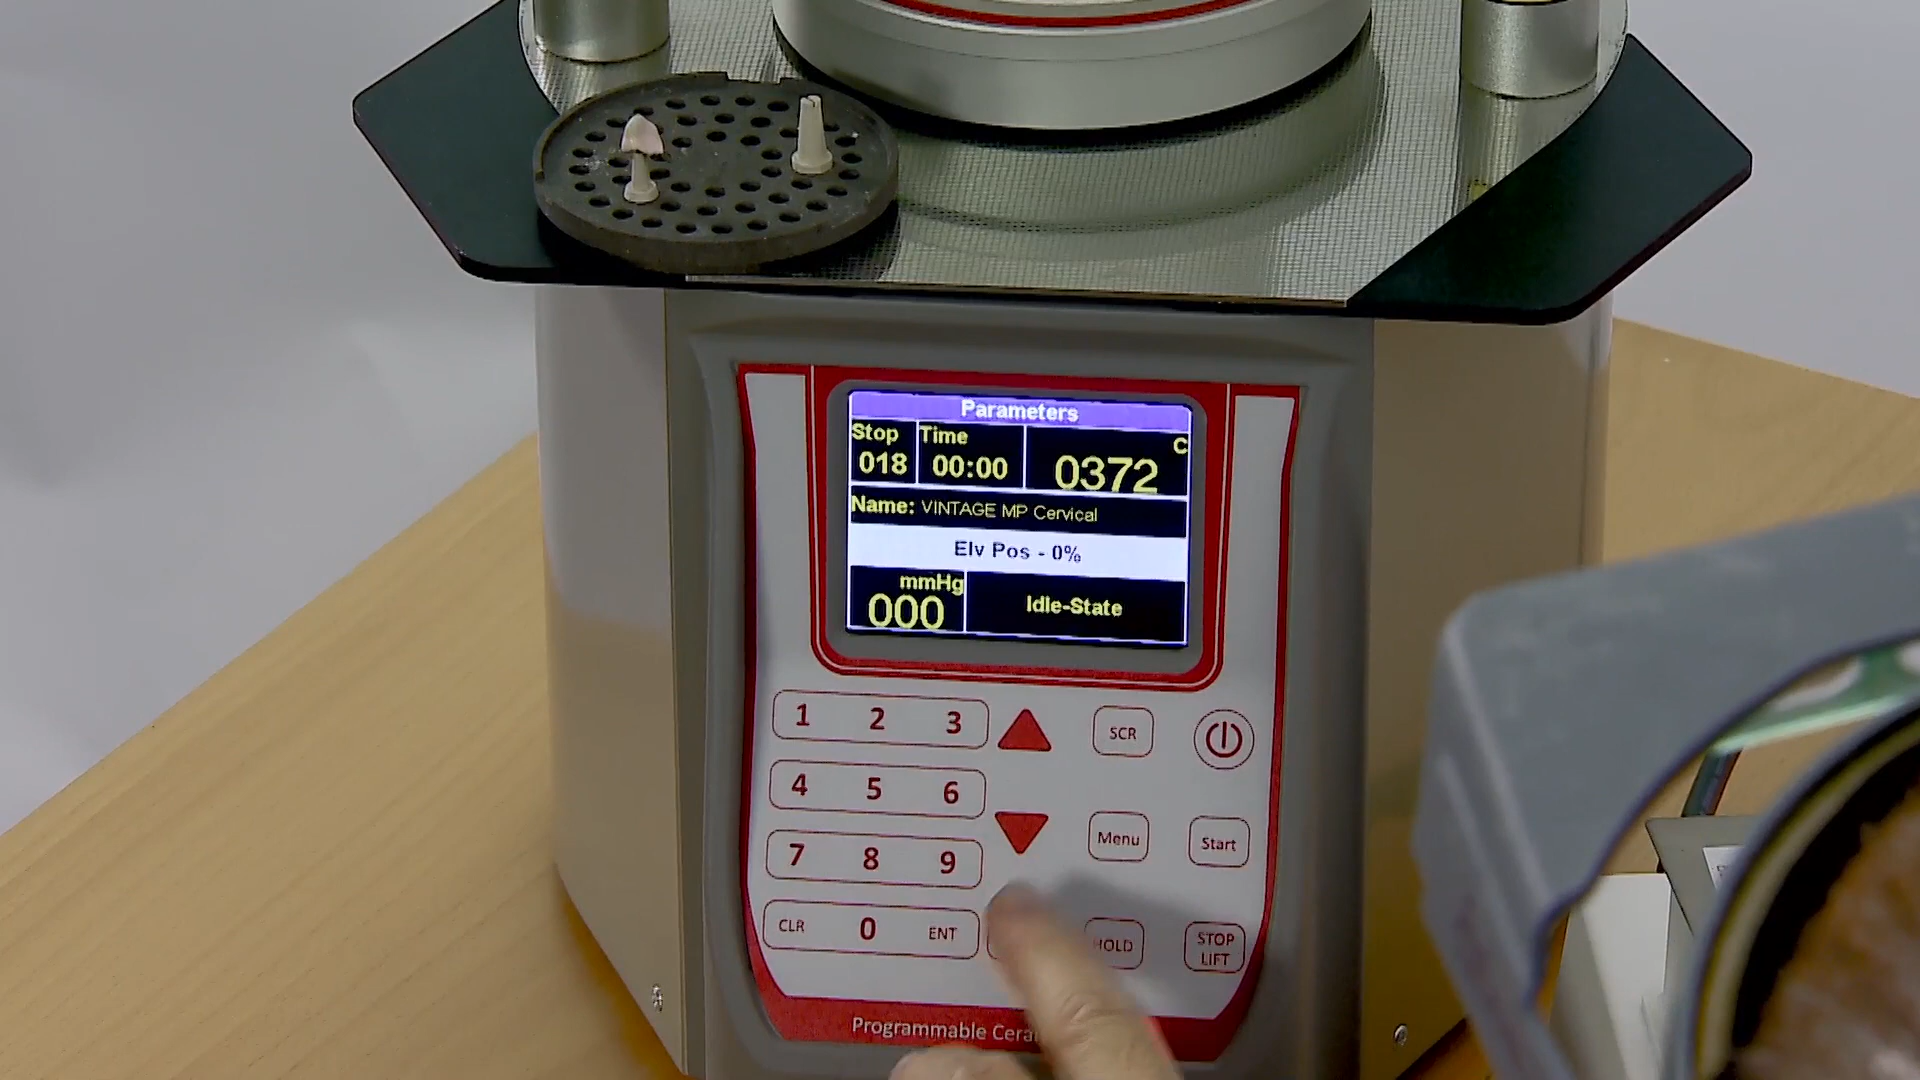 Parameters
Stop Time C
018 00:00 0372
Name: VINTAGE MP Cervical
Elv Pos - 0%
mmHg
000 Idle-State
1 2 3 SCR
4 5 6
Menu Start
7 8 9
CLR 0 ENT HOLD STOP
LIFT
Programmable